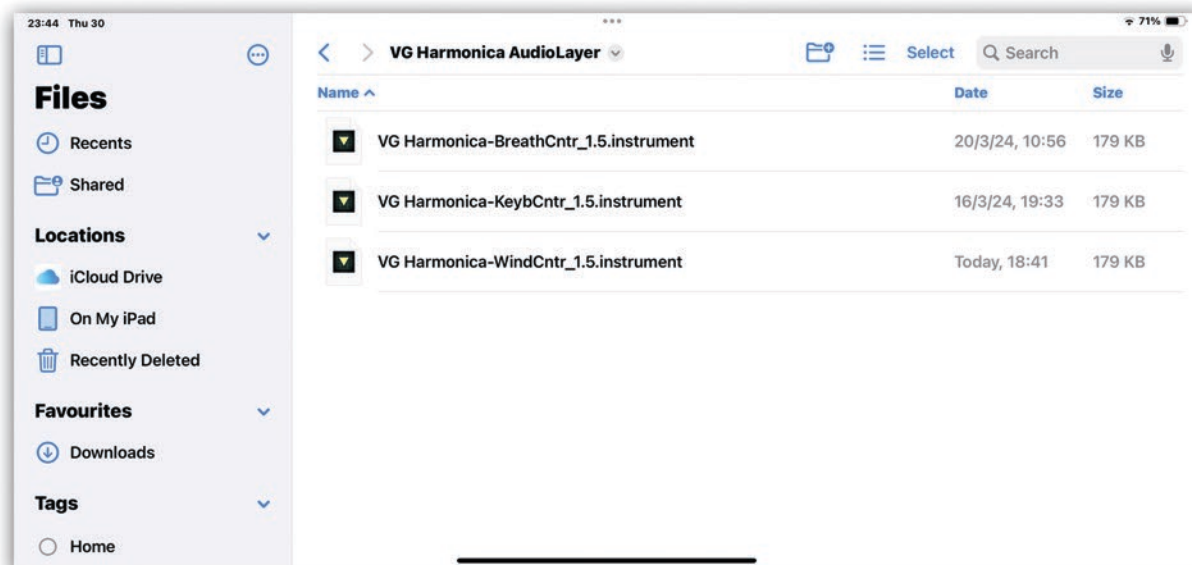 23:44 Thu 30
71%
Files
Recents
Shared
Locations
iCloud Drive
On My iPad
Recently Deleted
Favourites
Downloads
Tags
Home
VG Harmonica AudioLayer
Select
Search
Name
Date
Size
VG Harmonica-BreathCntr_1.5.instrument 20/3/24, 10:56 179 KB
VG Harmonica-KeybCntr_1.5.instrument 16/3/24, 19:33 179 KB
VG Harmonica-WindCntr_1.5.instrument Today, 18:41 179 KB